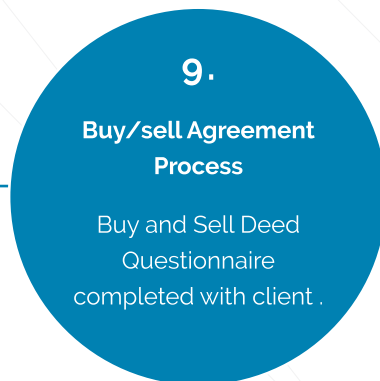 9.
Buy/sell Agreement
Process
Buy and Sell Deed
Questionnaire
completed with client .